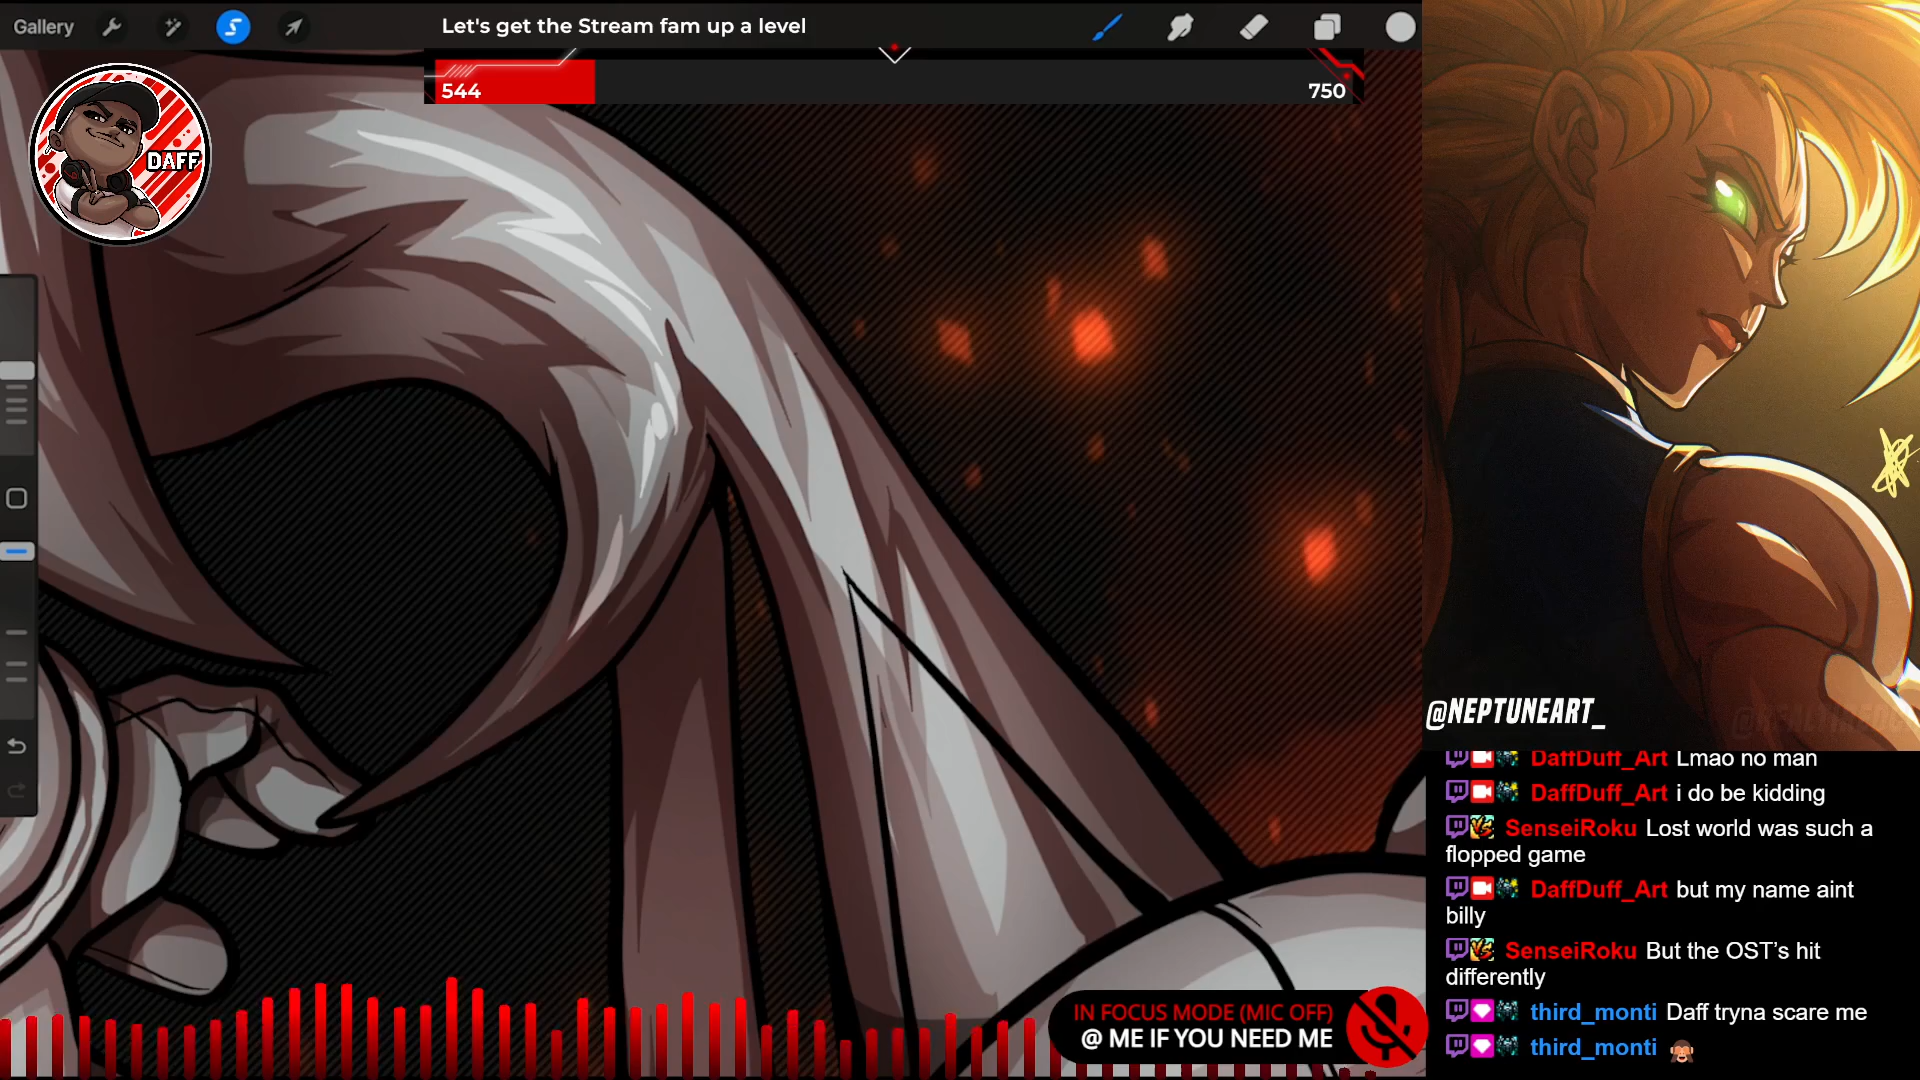 Gallery
Let's get the Stream fam up a level
544
750
DAFF
@NEPTUNEART_
DaffDuff_Art Lmao no man
DaffDuff_Art i do be kidding
SenseiRoku Lost world was such a
flopped game
DaffDuff_Art but my name aint
billy
SenseiRoku But the OST's hit
differently
third_monti Daff tryna scare me
third_monti 🙈
IN FOCUS MODE (MIC OFF)
@ ME IF YOU NEED ME